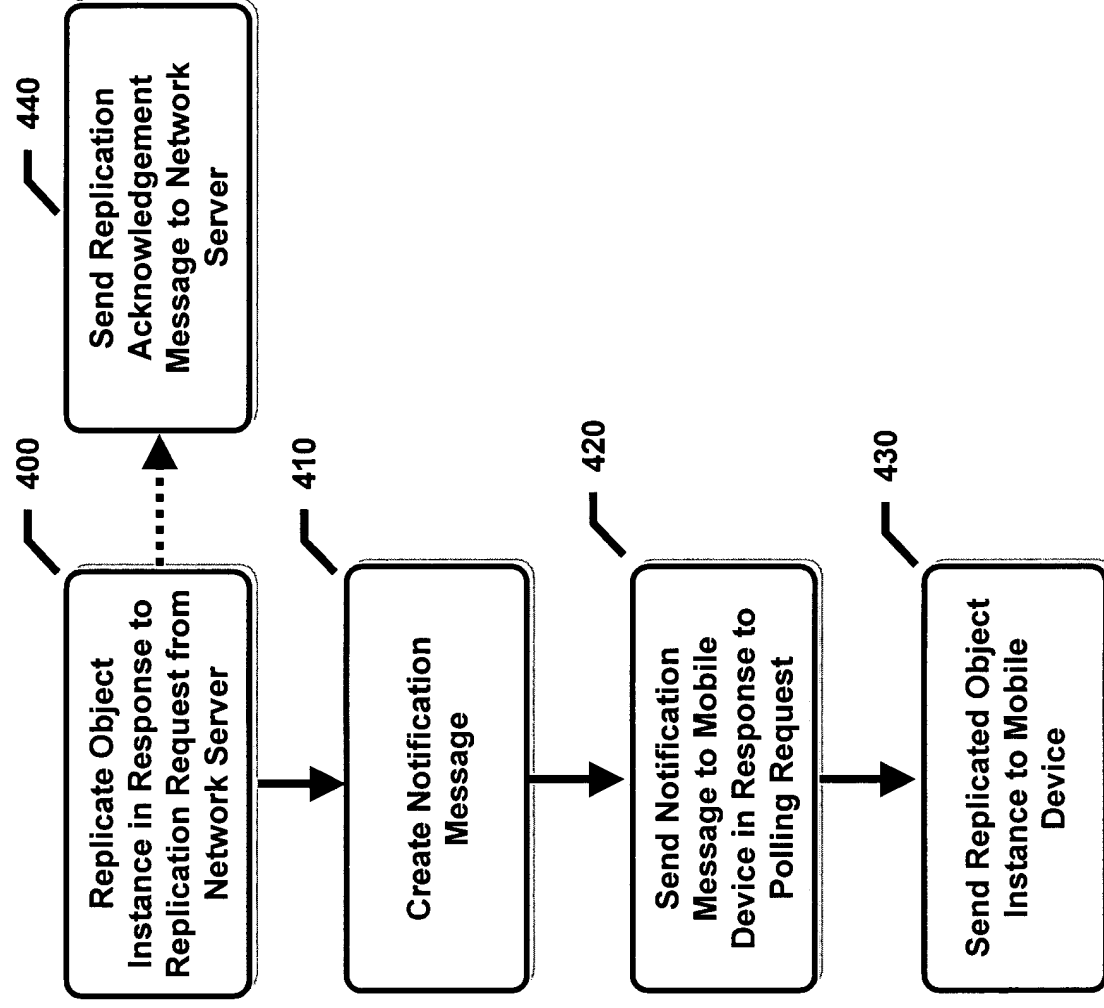 400
Replicate Object
Instance in Response to
Replication Request from
Network Server
440
Send Replication
Acknowledgement
Message to Network
Server
410
Create Notification
Message
420
Send Notification
Message to Mobile
Device in Response to
Polling Request
430
Send Replicated Object
Instance to Mobile
Device